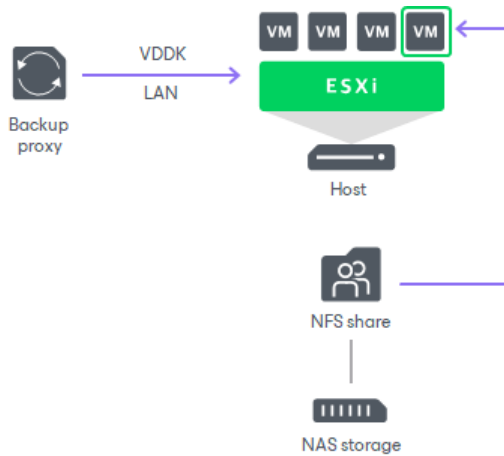 VM VM VM VM
VDDK
LAN
ESXi
Backup
proxy
Host
NFS share
NAS storage